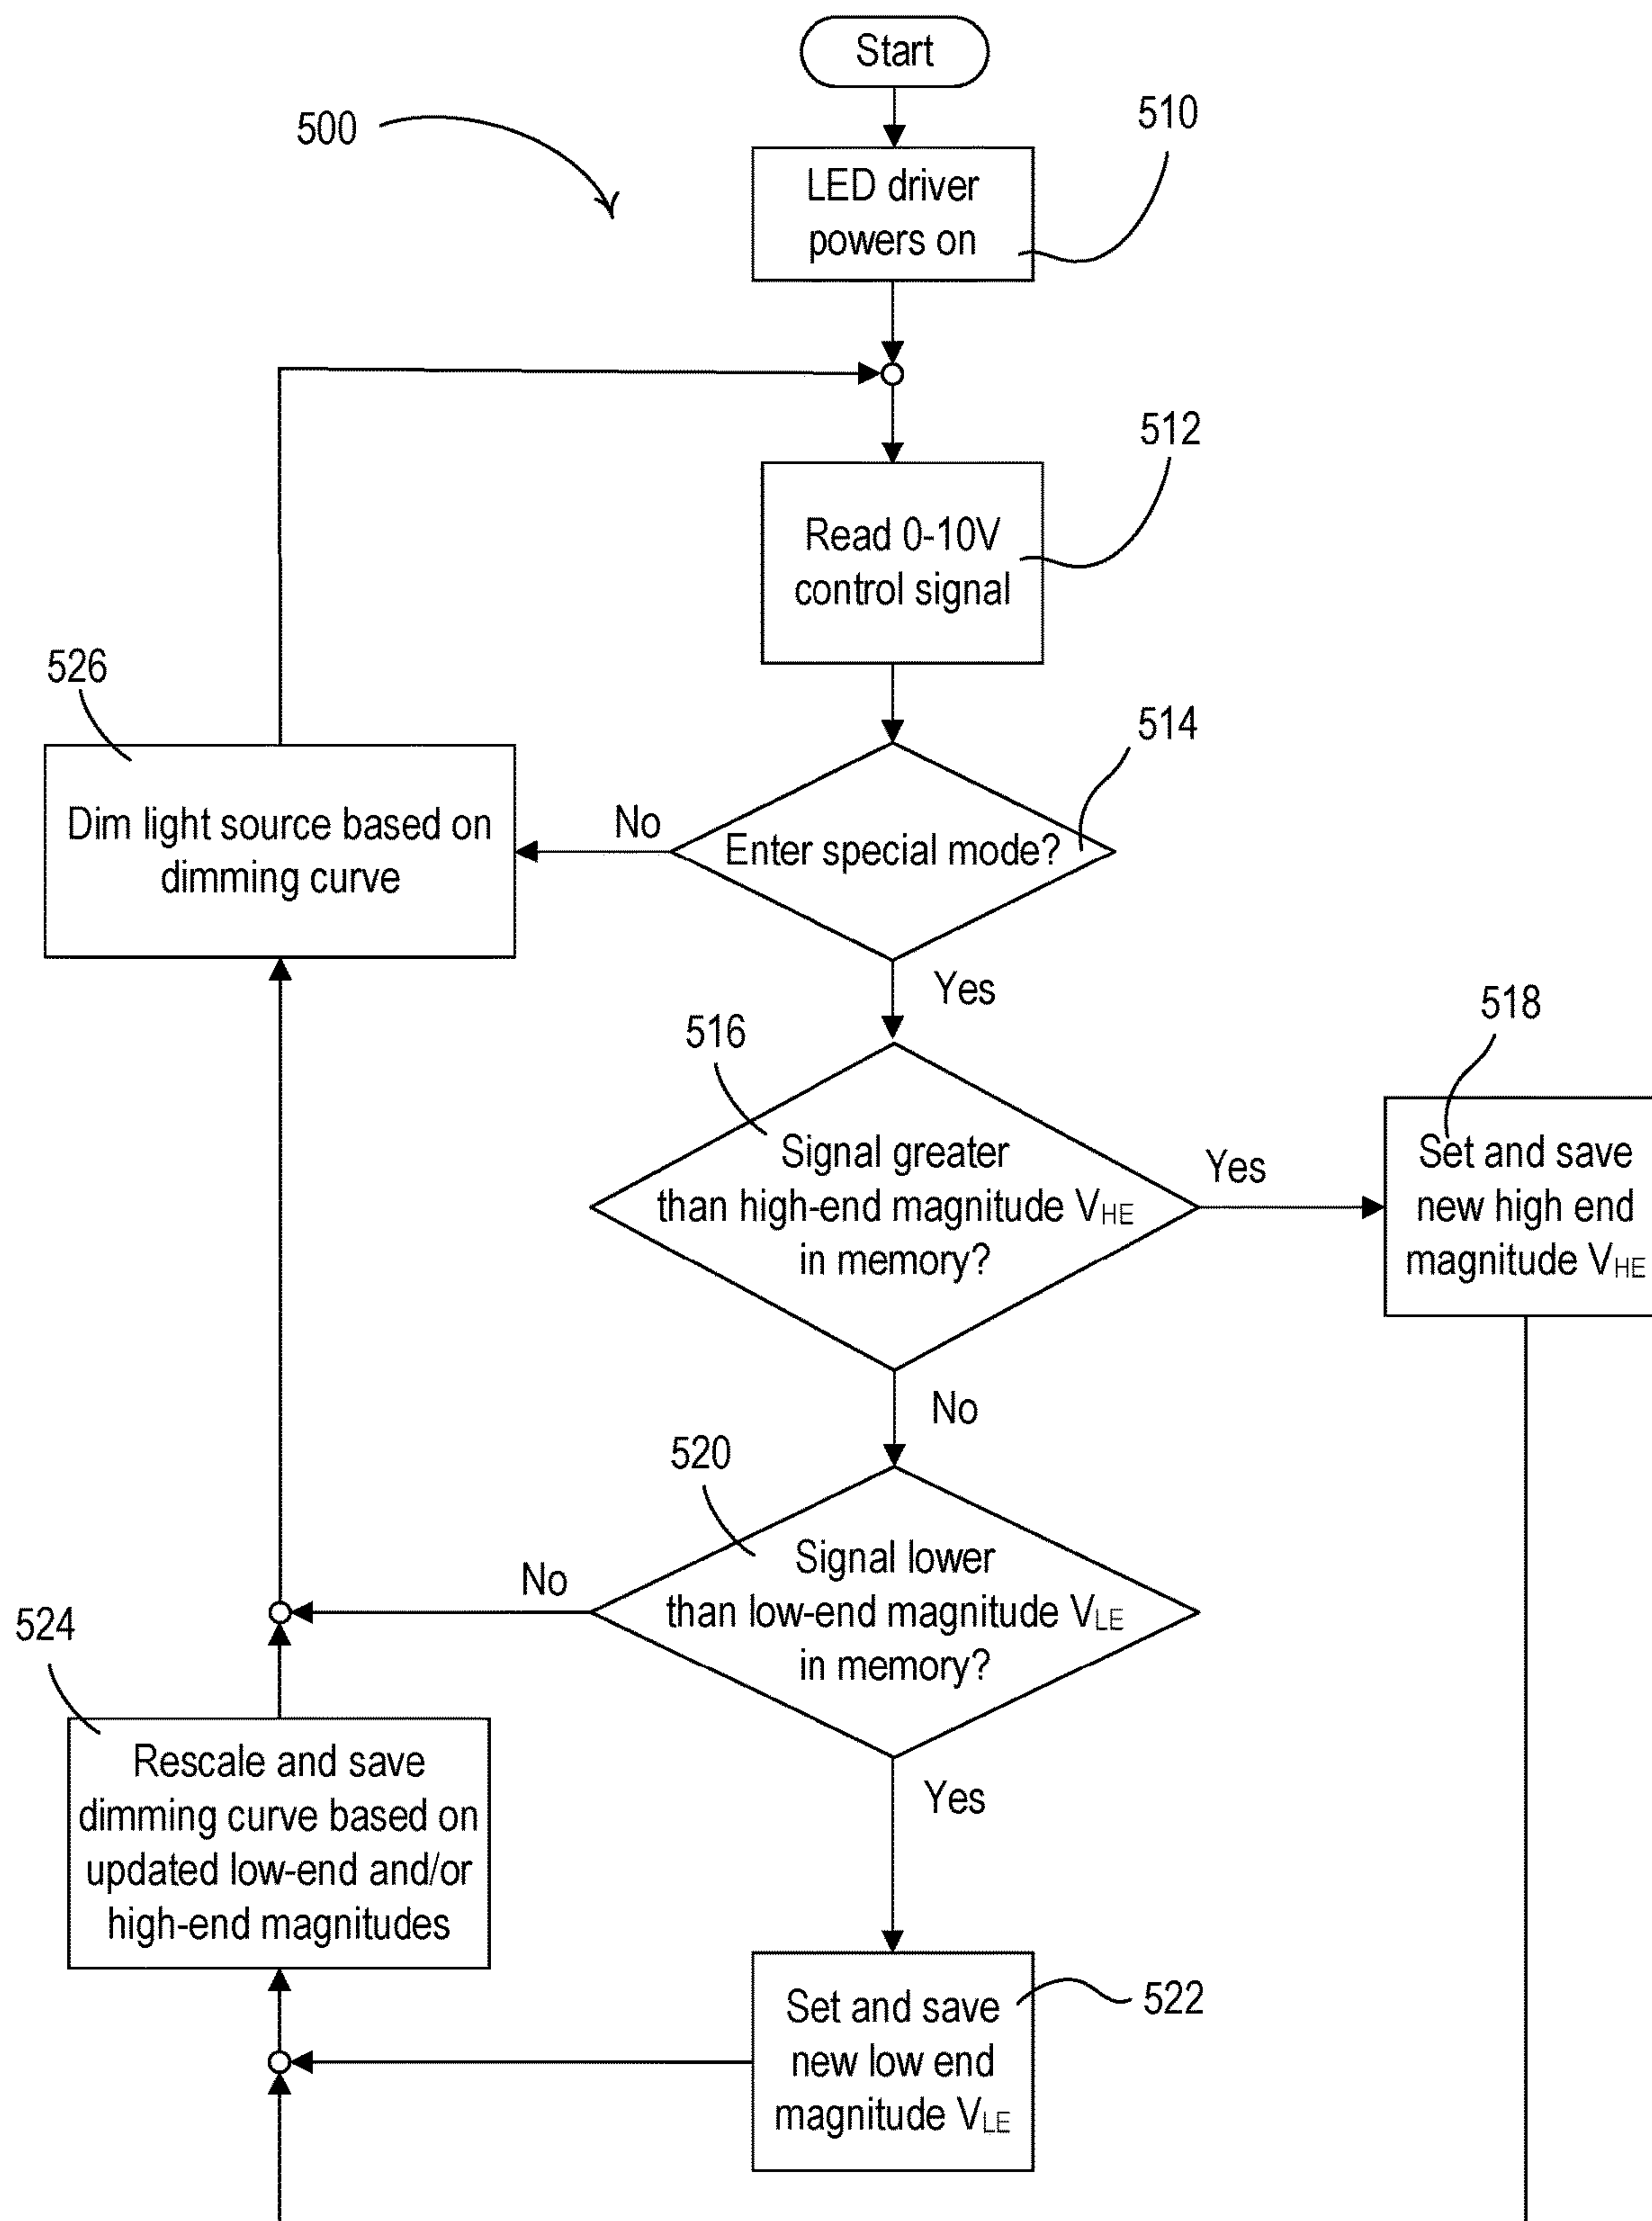 Start
500
510
LED driver
powers on
512
Read 0-10V
control signal
526
514
Dim light source based on
dimming curve
No
Enter special mode?
Yes
516
518
Signal greater
than high-end magnitude VHE
in memory?
Yes
Set and save
new high end
magnitude VHE
No
520
Signal lower
than low-end magnitude VLE
in memory?
No
524
Rescale and save
dimming curve based on
updated low-end and/or
high-end magnitudes
Yes
522
Set and save
new low end
magnitude VLE